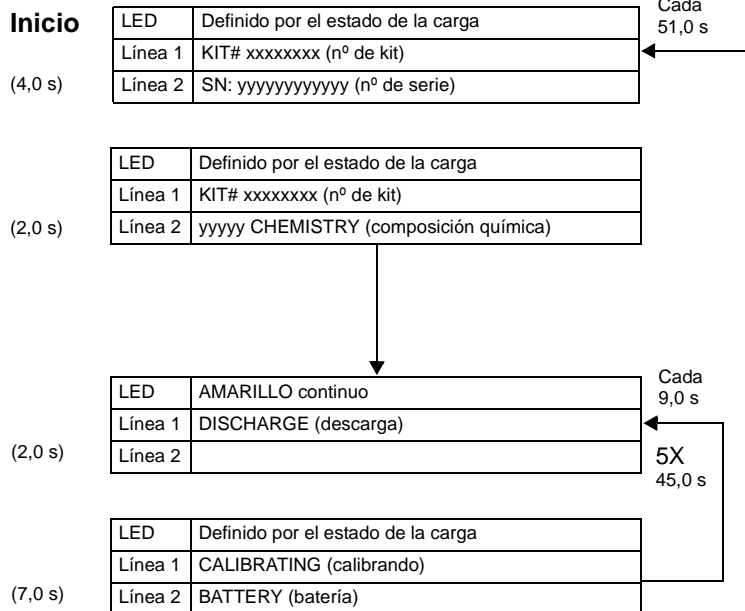 Cada
51,0 s
Inicio
LED Definido por el estado de la carga
Línea 1 KIT# xxxxxxxx (nº de kit)
(4,0 s) Línea 2 SN: yyyyyyyyyyyy (nº de serie)
LED Definido por el estado de la carga
Línea 1 KIT# xxxxxxxx (nº de kit)
(2,0 s) Línea 2 yyyyy CHEMISTRY (composición química)
Cada
9,0 s
LED AMARILLO continuo
Línea 1 DISCHARGE (descarga)
(2,0 s) Línea 2
5X
45,0 s
LED Definido por el estado de la carga
Línea 1 CALIBRATING (calibrando)
(7,0 s) Línea 2 BATTERY (batería)